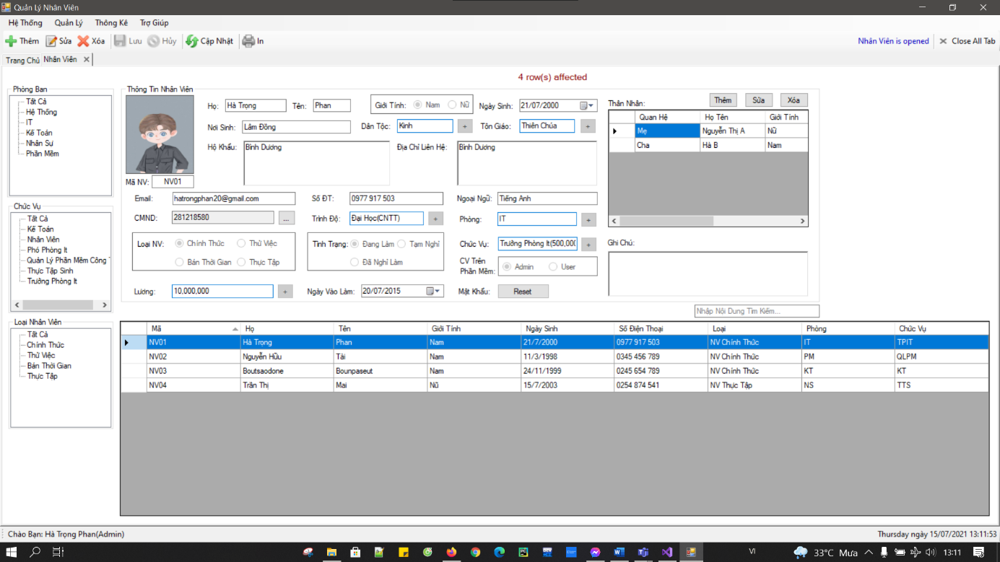 Quản Lý Nhân Viên
Hệ Thống Quản Lý Thông Kê Trợ Giúp
Thêm Sửa Xóa Lưu Hủy Cập Nhật In Nhân Viên is opened Close All Tab
Trang Chủ Nhân Viên
4 row(s) affected
Phòng Ban
Tất Cả
Hệ Thống
IT
Kế Toán
Nhân Sự
Phần Mềm
Chức Vụ
Tất Cả
Kế Toán
Nhân Viên
Phó Phòng It
Quản Lý Phần Mềm Công
Thực Tập Sinh
Trưởng Phòng It
Loại Nhân Viên
Tất Cả
Chính Thức
Thử Việc
Bán Thời Gian
Thực Tập
Thông Tin Nhân Viên
Họ: Hà Trọng Tên: Phan Giới Tính: Nam Nữ Ngày Sinh: 21/07/2000
Nơi Sinh: Lâm Đồng Dân Tộc: Kinh + Tôn Giáo: Thiên Chúa +
Hộ Khẩu: Bình Dương Địa Chỉ Liên Hệ: Bình Dương
Mã NV: NV01
Email: hatrongphan20@gmail.com Số ĐT: 0977 917 503 Ngoại Ngũ: Tiếng Anh
CMND: 281218580 ... Trình Độ: Đại Học(CNTT) + Phòng: IT +
Loại NV: Chính Thức Thử Việc Tình Trạng: Đang Làm Tạm Nghỉ Chức Vụ: Trưởng Phòng It(500,000 +
Bán Thời Gian Thực Tập Đã Nghỉ Làm CV Trên Phần Mềm: Admin User
Lương: 10,000,000 + Ngày Vào Làm: 20/07/2015 Mật Khẩu: Reset
Thân Nhân: Thêm Sửa Xóa
Quan Hệ Họ Tên Giới Tính
Mẹ Nguyễn Thị A Nữ
Cha Hà B Nam
Ghi Chú:
Nhập Nội Dung Tìm Kiếm...
Mã Họ Tên Giới Tính Ngày Sinh Số Điện Thoại Loại Phòng Chức Vụ
NV01 Hà Trọng Phan Nam 21/7/2000 0977 917 503 NV Chính Thức IT TPIT
NV02 Nguyễn Hữu Tài Nam 11/3/1998 0345 456 789 NV Chính Thức PM QLPM
NV03 Boutsaodone Bounpaseut Nam 24/11/1999 0245 654 789 NV Chính Thức KT KT
NV04 Trần Thị Mai Nữ 15/7/2003 0254 874 541 NV Thực Tập NS TTS
Chào Bạn: Hà Trọng Phan(Admin) Thursday ngày 15/07/2021 13:11:53
VI 33°C Mưa 13:11